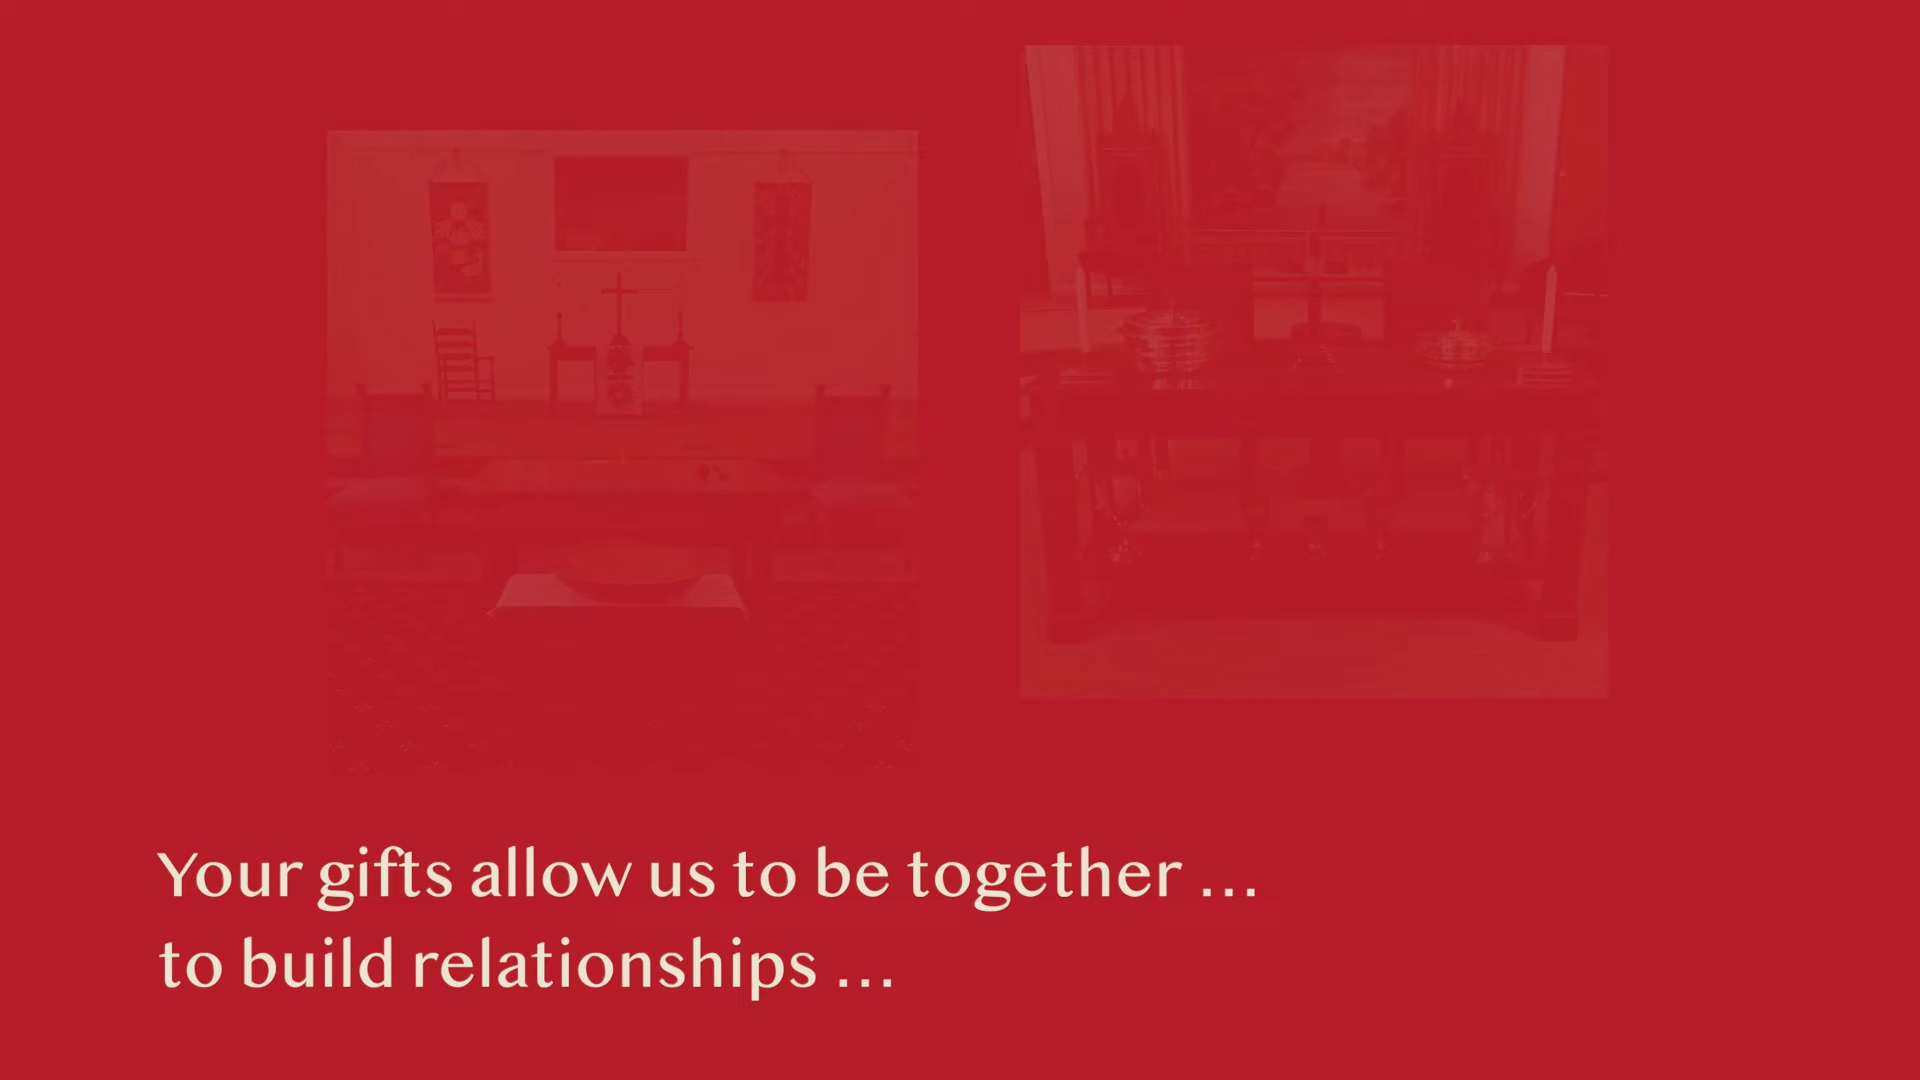 Your gifts allow us to be together ...
to build relationships ...